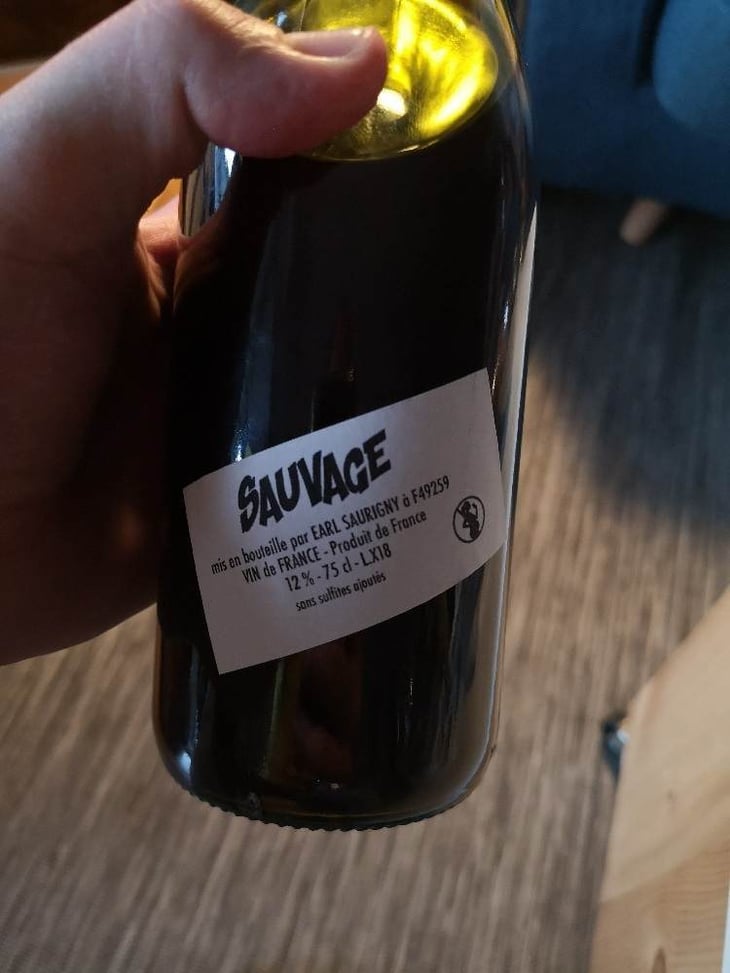 SAUVAGE
mis en bouteille par EARL SAURIGNY à F49259
VIN de FRANCE - Produit de France
12 % - 75 cl - LX18
sans sulfites ajoutés